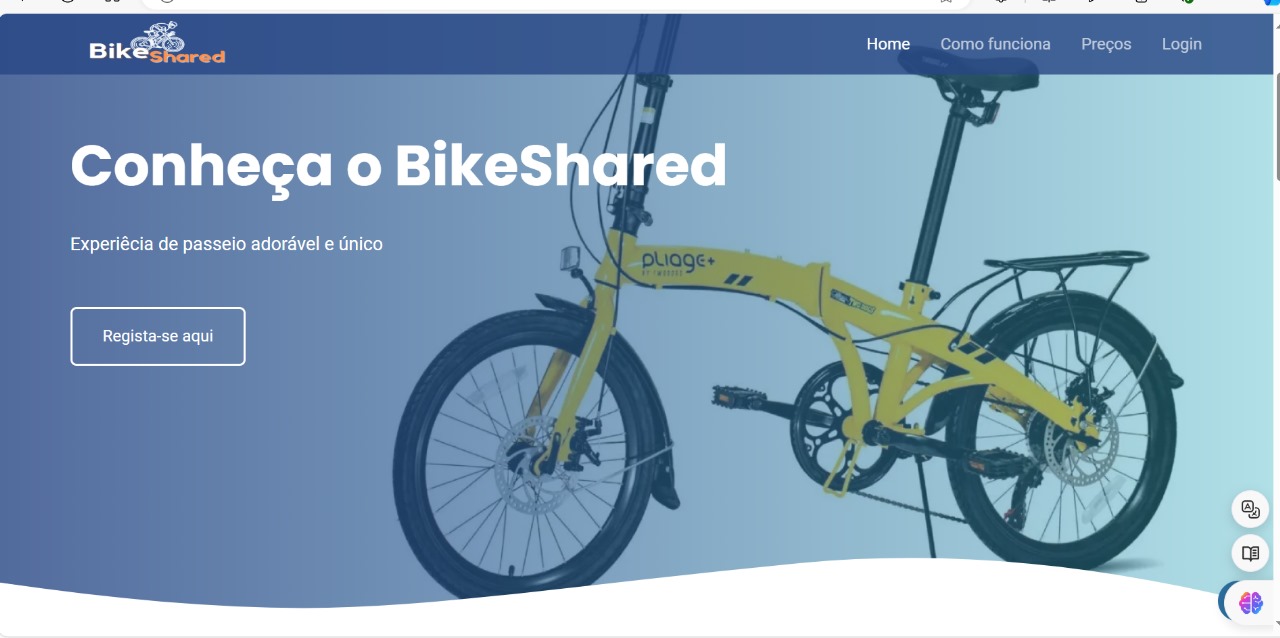 BikeShared
Home Como funciona Preços Login
Conheça o BikeShared
Experiêcia de passeio adorável e único
pliage+
Regista-se aqui